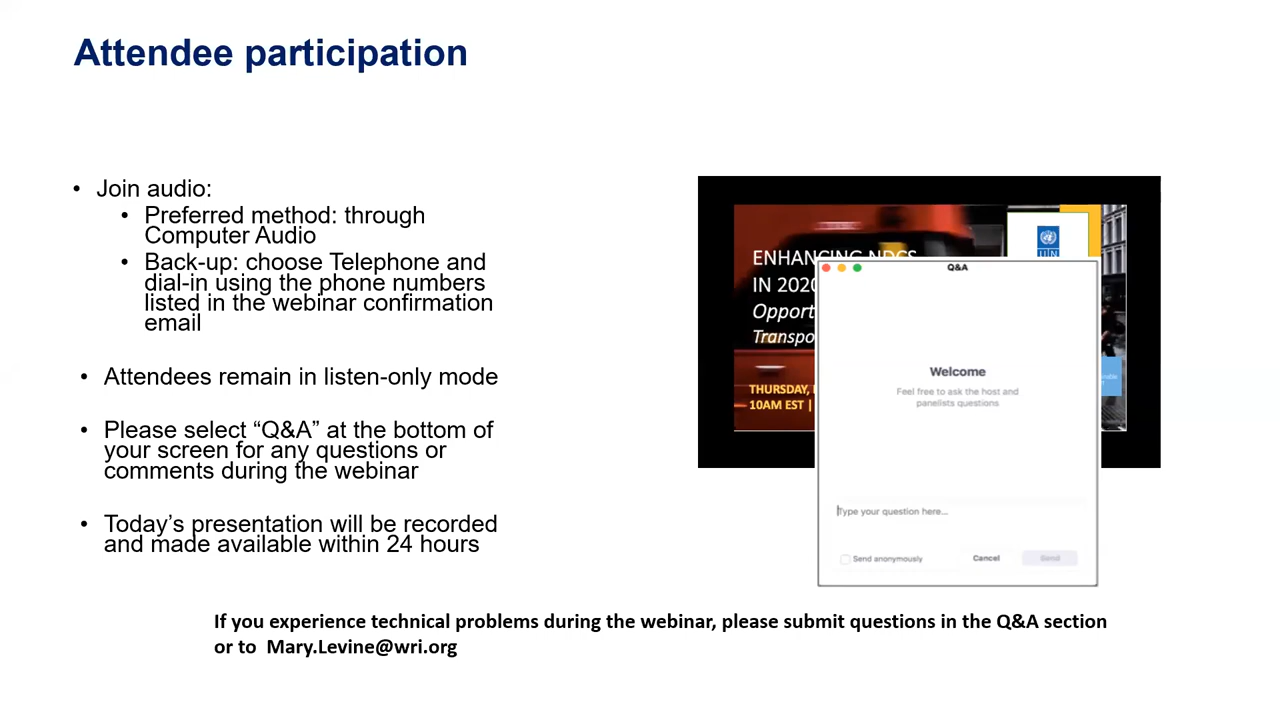 Attendee participation
• Join audio:
• Preferred method: through
Computer Audio
• Back-up: choose Telephone and
dial-in using the phone numbers
listed in the webinar confirmation
email
• Attendees remain in listen-only mode
• Please select “Q&A” at the bottom of
your screen for any questions or
comments during the webinar
• Today’s presentation will be recorded
and made available within 24 hours
ENHANCING NDCS
IN 2020
THURSDAY,
10AM EST |
UN
Q&A
Welcome
Feel free to ask the host and
panelists questions
Type your question here...
Send anonymously
Cancel
Send
If you experience technical problems during the webinar, please submit questions in the Q&A section
or to Mary.Levine@wri.org